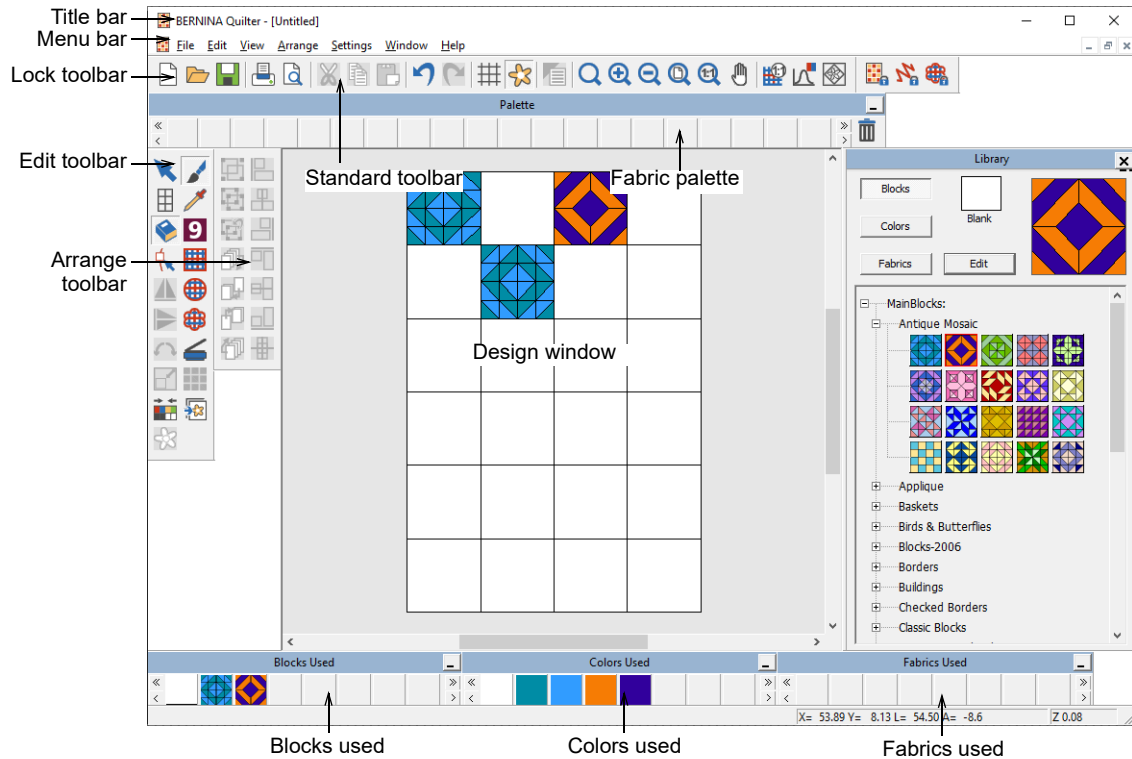 Title bar
BERNINA Quilter - [Untitled]
Menu bar
File Edit View Arrange Settings Window Help
Lock toolbar
1:1
Palette
Edit toolbar
Standard toolbar
Fabric palette
Library
Blocks
Blank
Colors
Fabrics
Edit
9
Arrange
toolbar
Design window
MainBlocks:
Antique Mosaic
Applique
Baskets
Birds & Butterflies
Blocks-2006
Borders
Buildings
Checked Borders
Classic Blocks
Blocks Used
Colors Used
Fabrics Used
X= 53.89 Y= 8.13 L= 54.50 A= -8.6
Z 0.08
Blocks used
Colors used
Fabrics used